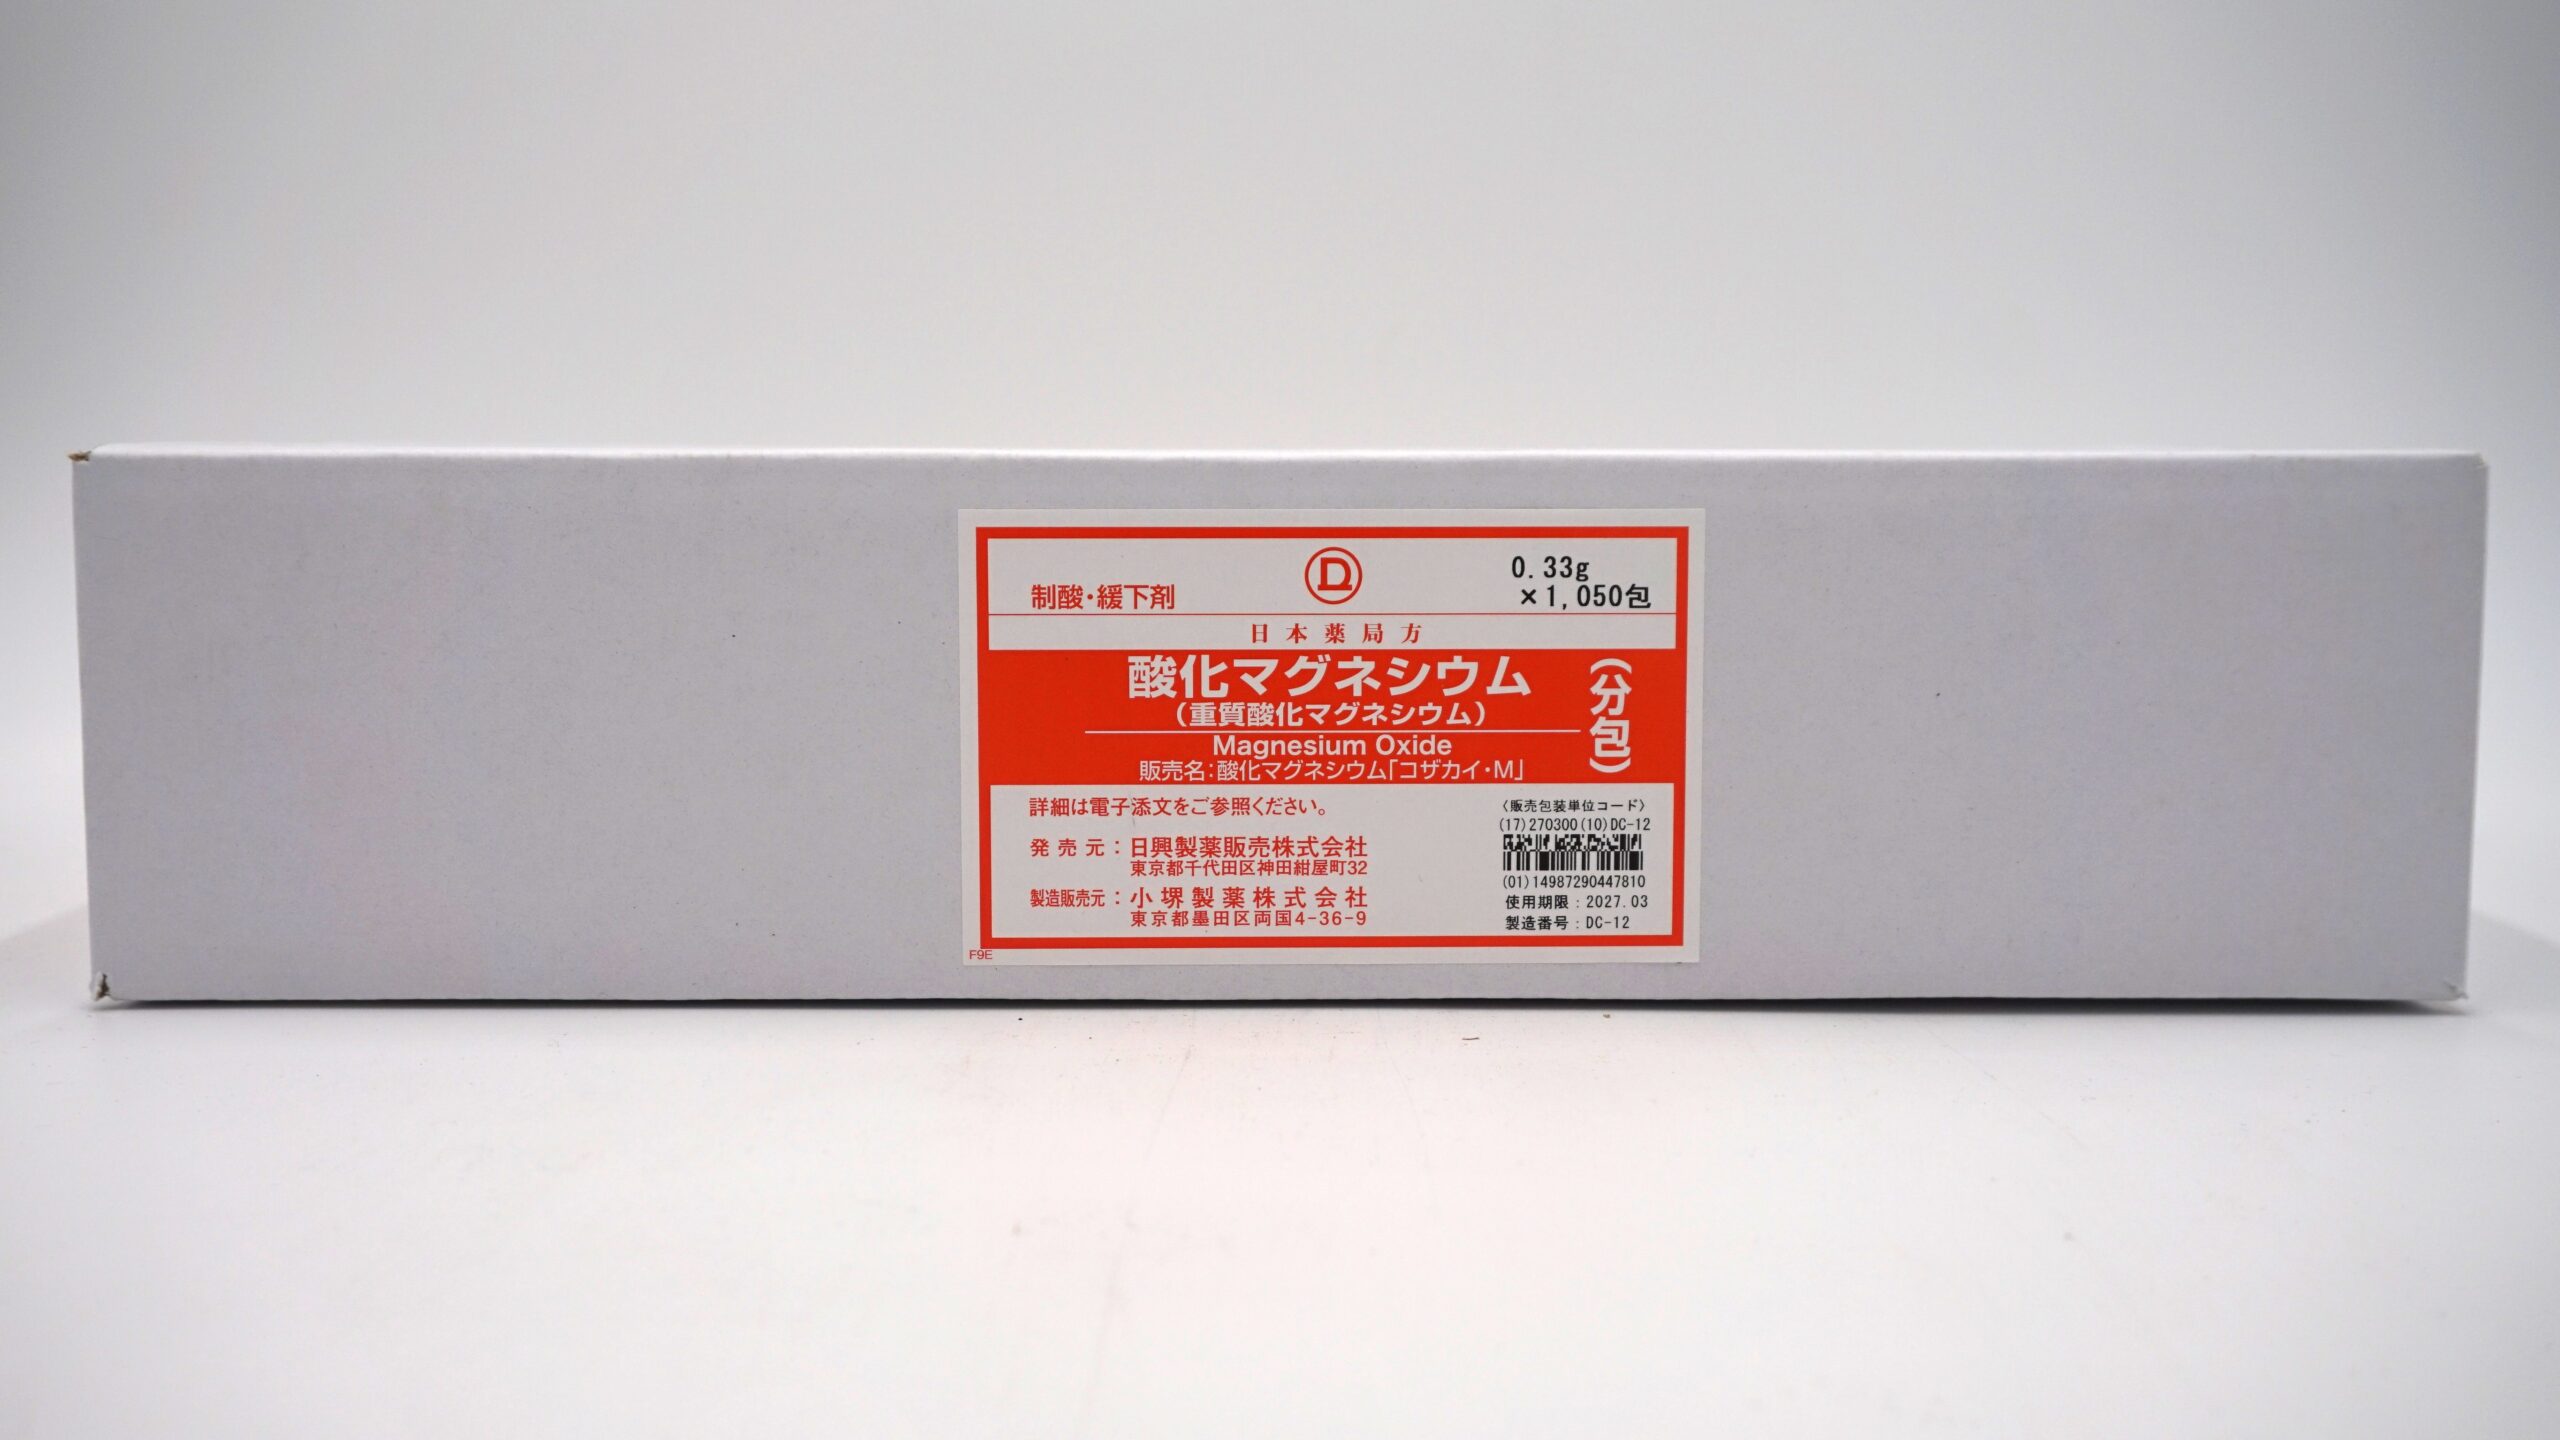 制酸・緩下剤
0.33g
×1,050包
日本薬局方
酸化マグネシウム
(重質酸化マグネシウム)
(分包)
Magnesium Oxide
販売名:酸化マグネシウム「コザカイ・M」
詳細は電子添文をご参照ください。
発売元:日興製薬販売株式会社
東京都千代田区神田紺屋町32
製造販売元:小堺製薬株式会社
東京都墨田区両国4-36-9
〈販売包装単位コード〉
(17)270300(10)DC-12
(01)14987290447810
使用期限:2027.03
製造番号:DC-12
F9E